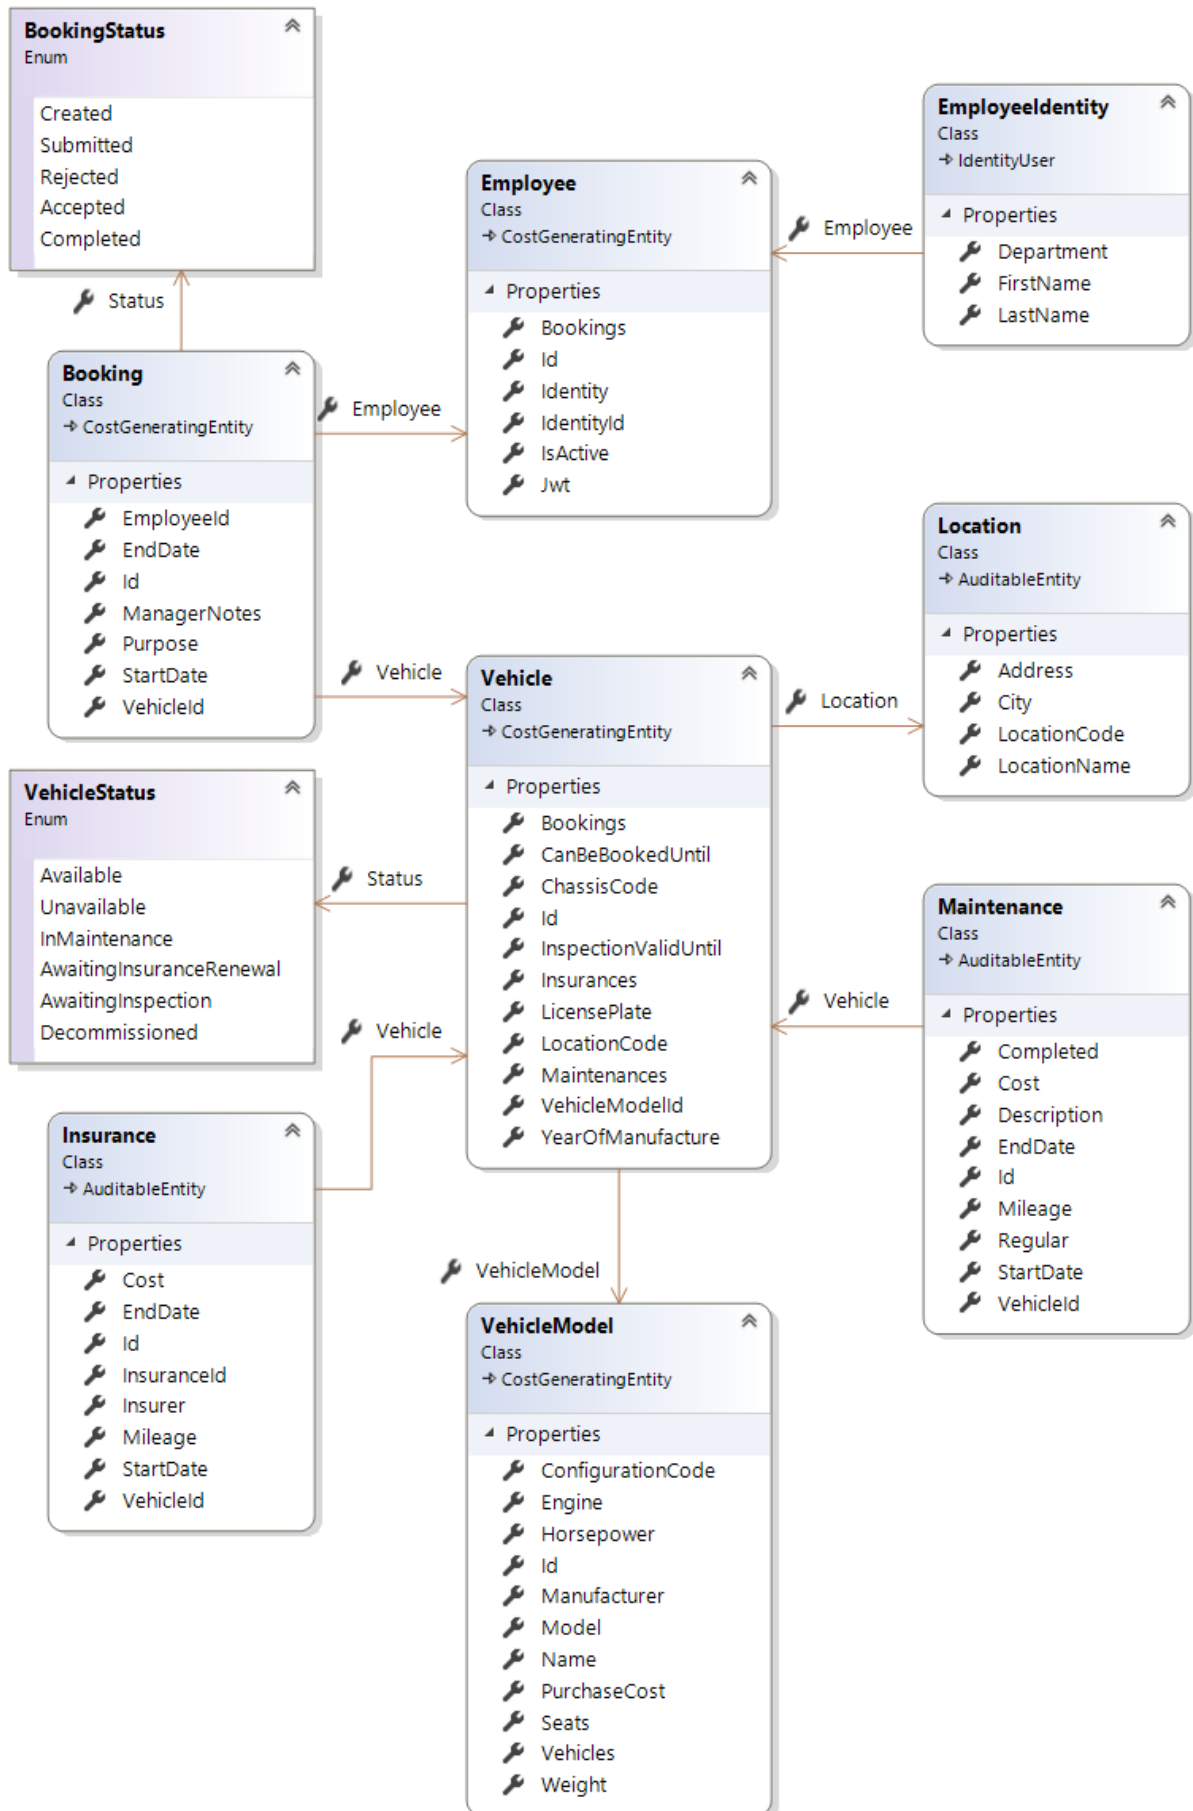 BookingStatus
Enum
Created
Submitted
Rejected
Accepted
Completed
Status
Booking
Class
CostGeneratingEntity
Properties
EmployeeId
EndDate
Id
ManagerNotes
Purpose
StartDate
VehicleId
Employee
Vehicle
Employee
Class
CostGeneratingEntity
Properties
Bookings
Id
Identity
IdentityId
IsActive
Jwt
Employee
EmployeeIdentity
Class
IdentityUser
Properties
Department
FirstName
LastName
Location
Class
AuditableEntity
Properties
Address
City
LocationCode
LocationName
Location
Vehicle
Class
CostGeneratingEntity
Properties
Bookings
CanBeBookedUntil
ChassisCode
Id
InspectionValidUntil
Insurances
LicensePlate
LocationCode
Maintenances
VehicleModelId
YearOfManufacture
Status
VehicleStatus
Enum
Available
Unavailable
InMaintenance
AwaitingInsuranceRenewal
AwaitingInspection
Decommissioned
Vehicle
Vehicle
Maintenance
Class
AuditableEntity
Properties
Completed
Cost
Description
EndDate
Id
Mileage
Regular
StartDate
VehicleId
Insurance
Class
AuditableEntity
Properties
Cost
EndDate
Id
InsuranceId
Insurer
Mileage
StartDate
VehicleId
VehicleModel
VehicleModel
Class
CostGeneratingEntity
Properties
ConfigurationCode
Engine
Horsepower
Id
Manufacturer
Model
Name
PurchaseCost
Seats
Vehicles
Weight